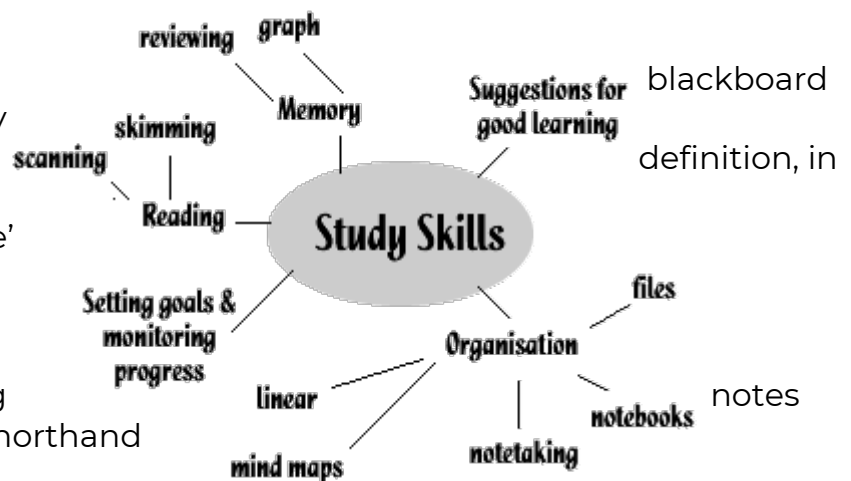 reviewing
graph
Memory
Suggestions for
good learning
blackboard
skimming
scanning
definition, in
Reading
Study Skills
e’
Setting goals &
monitoring
progress
files
Organisation
linear
notebooks
notes
g
horthand
mind maps
notetaking